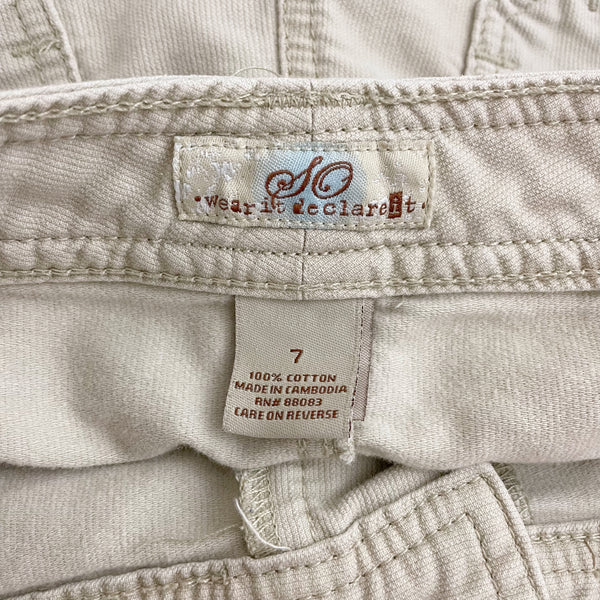 SO
•wear it declare it•
7
100% COTTON
MADE IN CAMBODIA
RN# 88083
CARE ON REVERSE